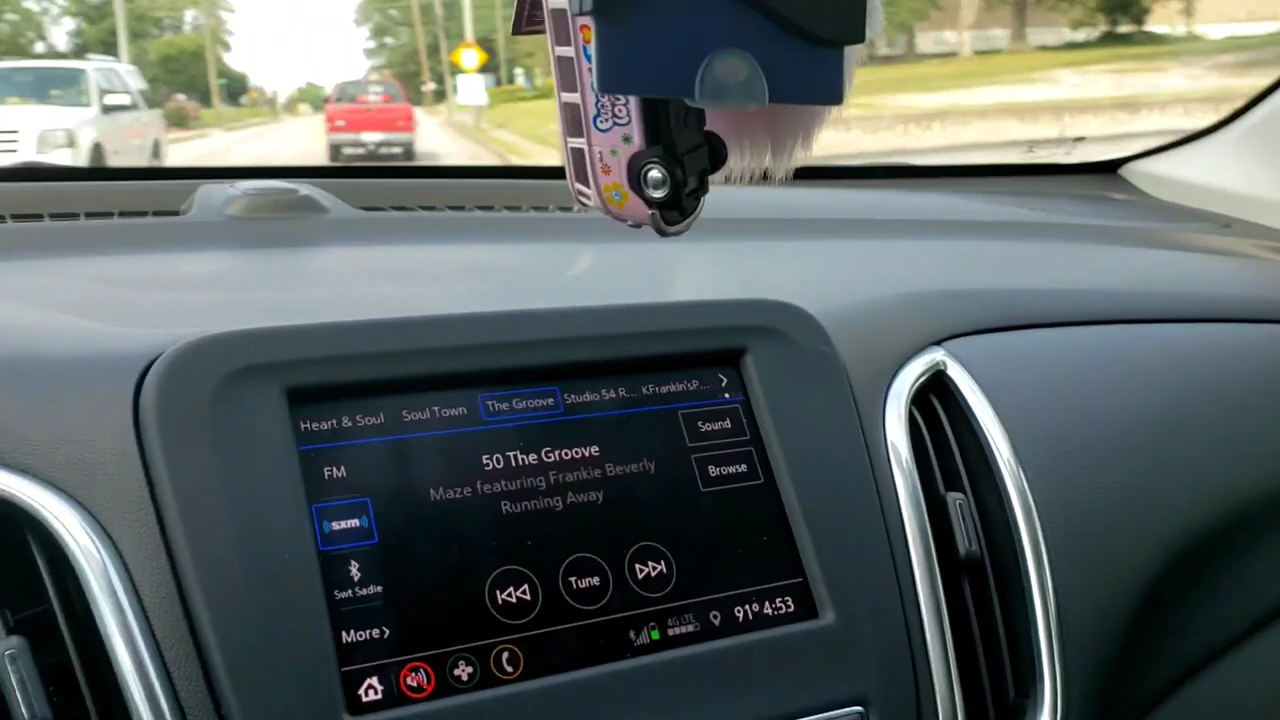 Heart & Soul Soul Town The Groove Studio 54 R... KFrankln'sP...
Sound
FM
50 The Groove
Browse
Maze featuring Frankie Beverly
Running Away
sxm
Tune
Swt Sadie
More
4G LTE
91° 4:53